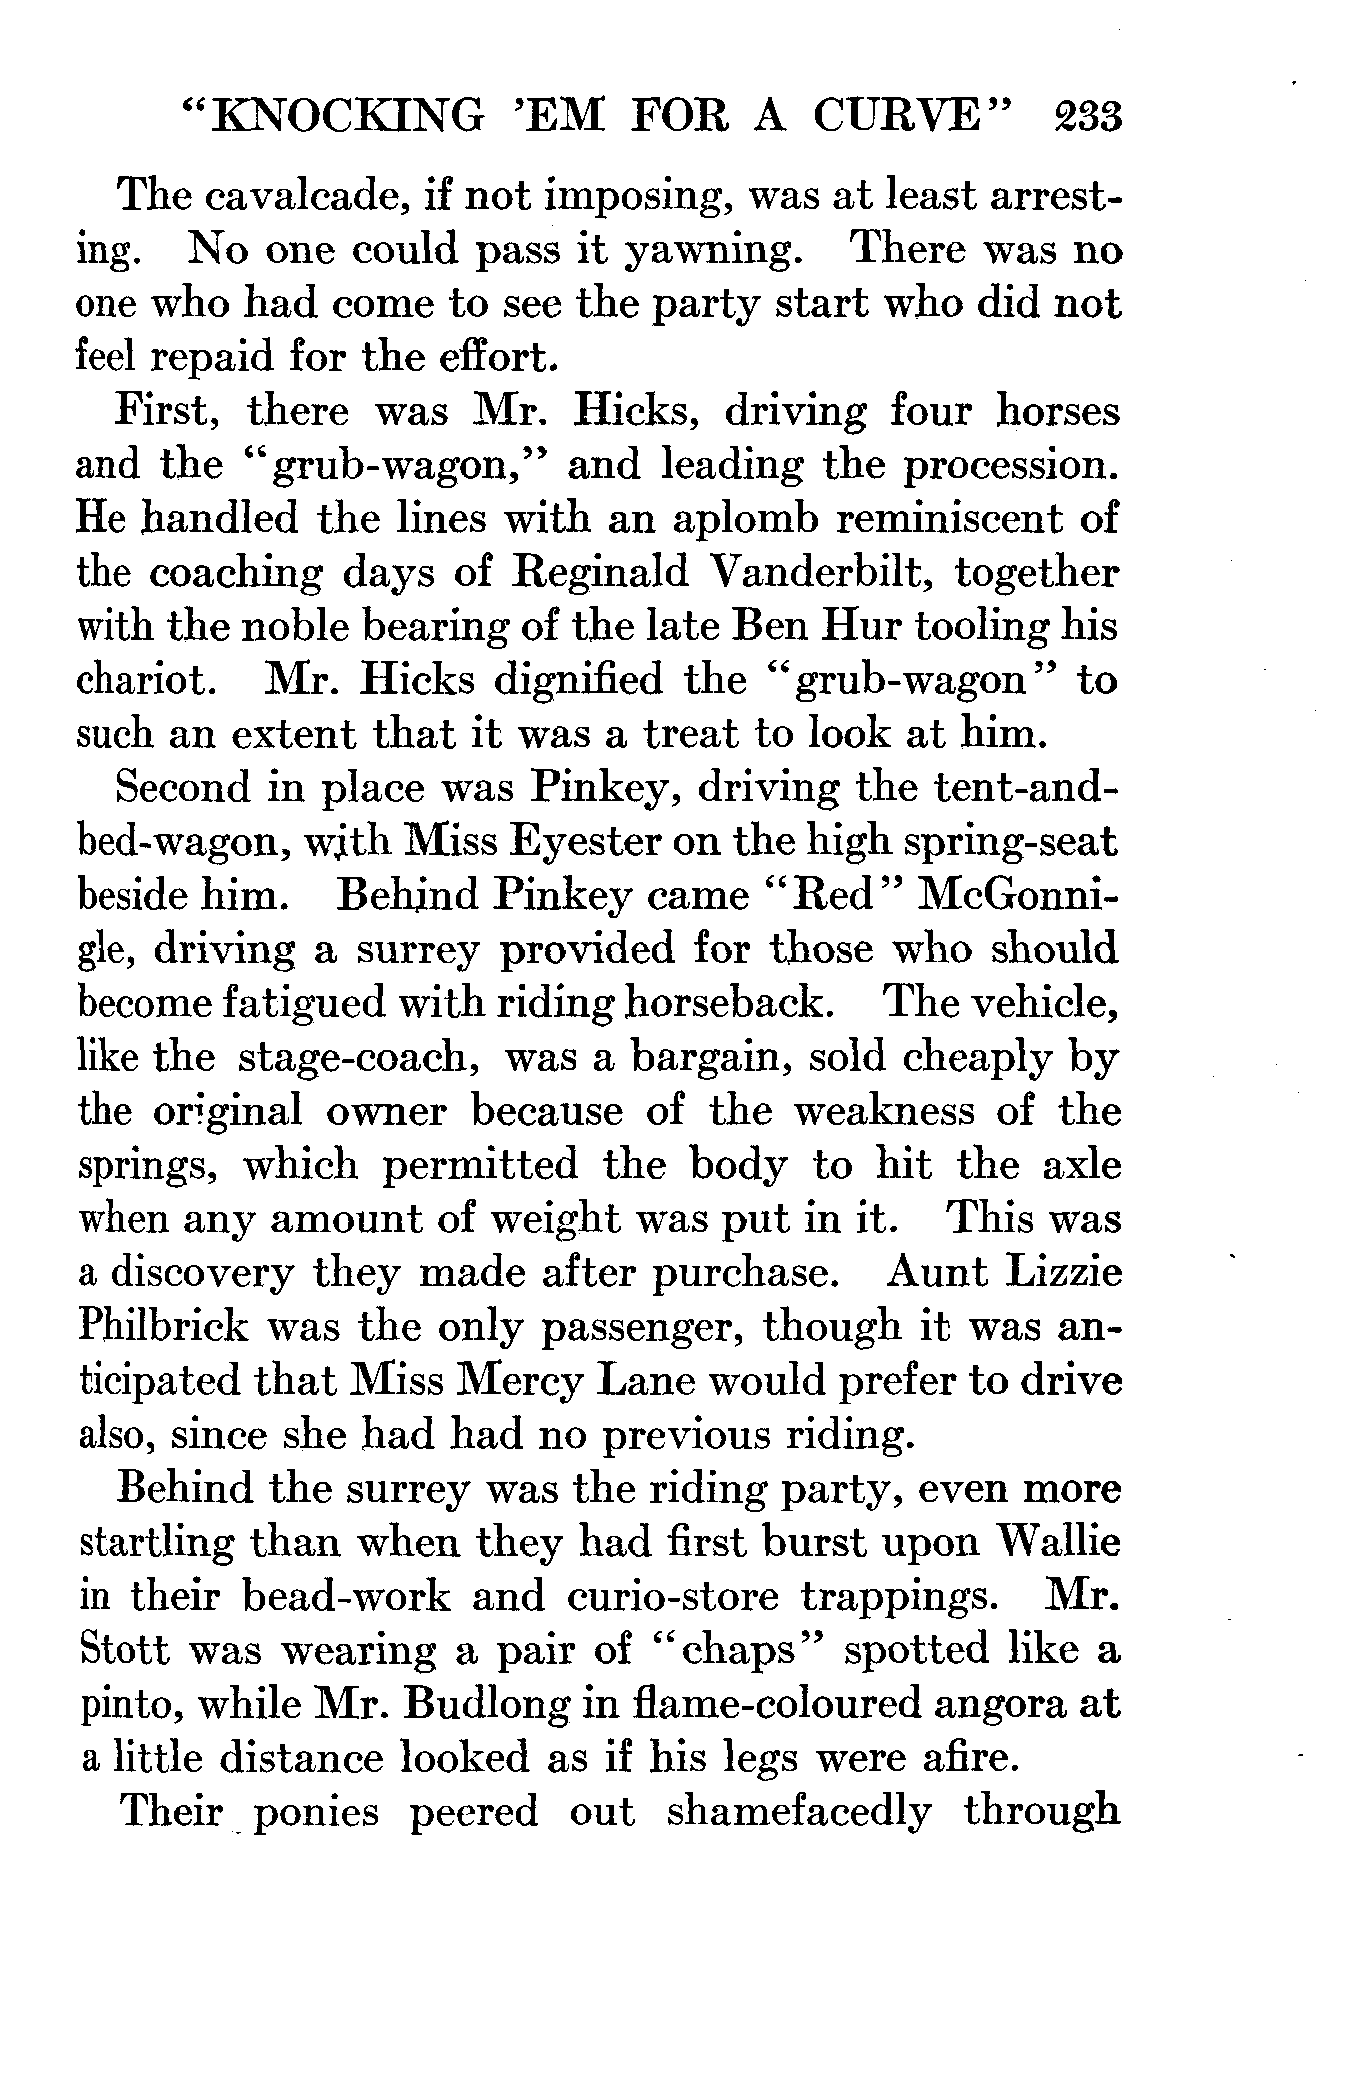 "KNOCKING 'EM FOR A CURVE" 233
The cavalcade, if not imposing, was at least arrest-
ing. No one could pass it yawning. There was no
one who had come to see the party start who did not
feel repaid for the effort.
First, there was Mr. Hicks, driving four horses
and the "grub-wagon," and leading the procession.
He handled the lines with an aplomb reminiscent of
the coaching days of Reginald Vanderbilt, together
with the noble bearing of the late Ben Hur tooling his
chariot. Mr. Hicks dignified the "grub-wagon" to
such an extent that it was a treat to look at him.
Second in place was Pinkey, driving the tent-and-
bed-wagon, with Miss Eyester on the high spring-seat
beside him. Behind Pinkey came "Red" McGonni-
gle, driving a surrey provided for those who should
become fatigued with riding horseback. The vehicle,
like the stage-coach, was a bargain, sold cheaply by
the original owner because of the weakness of the
springs, which permitted the body to hit the axle
when any amount of weight was put in it. This was
a discovery they made after purchase. Aunt Lizzie
Philbrick was the only passenger, though it was an-
ticipated that Miss Mercy Lane would prefer to drive
also, since she had had no previous riding.
Behind the surrey was the riding party, even more
startling than when they had first burst upon Wallie
in their bead-work and curio-store trappings. Mr.
Stott was wearing a pair of "chaps" spotted like a
pinto, while Mr. Budlong in flame-coloured angora at
a little distance looked as if his legs were afire.
Their ponies peered out shamefacedly through